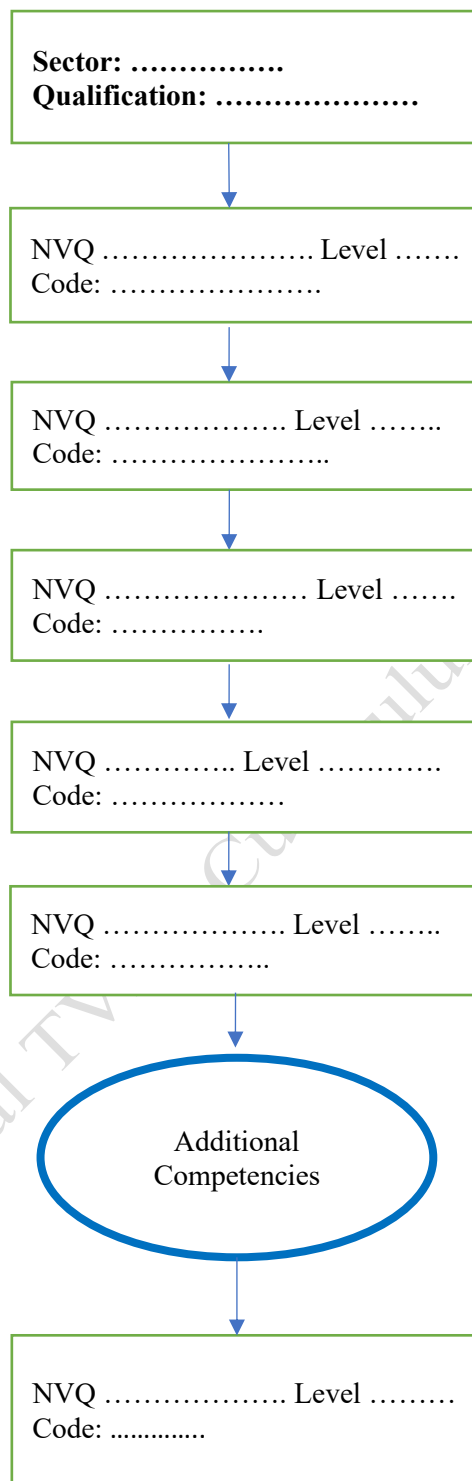 Sector: …………….
Qualification: …………………
NVQ …………………. Level …….
Code: ………………….
NVQ ………………. Level ……..
Code: …………………..
NVQ ………………… Level …….
Code: …………….
NVQ ………….. Level ………….
Code: ………………
NVQ ………………. Level ……..
Code: ……………..
Additional
Competencies
NVQ ………………. Level ………
Code: …………..